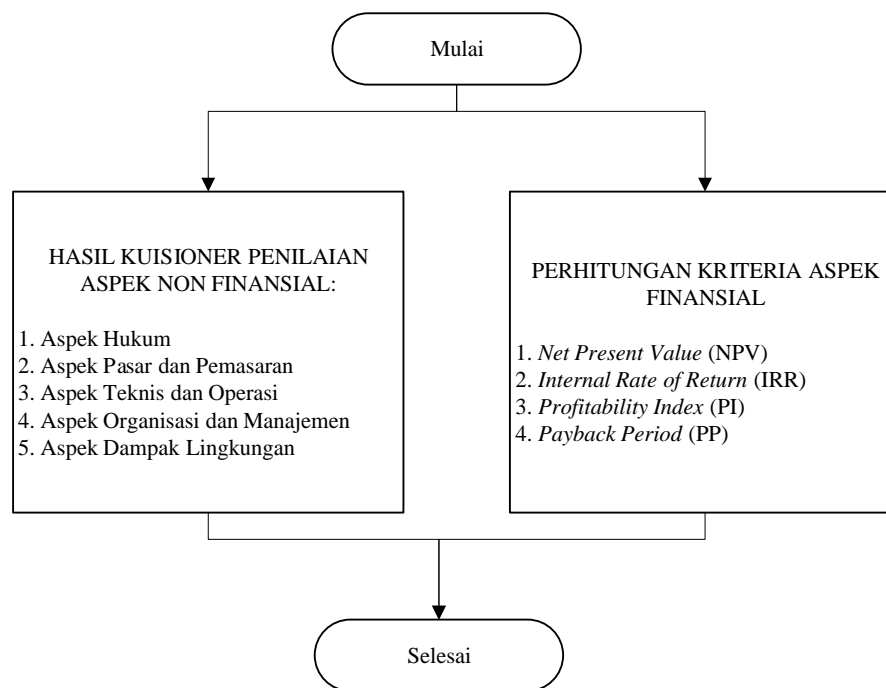 Mulai
HASIL KUISIONER PENILAIAN
ASPEK NON FINANSIAL:
1. Aspek Hukum
2. Aspek Pasar dan Pemasaran
3. Aspek Teknis dan Operasi
4. Aspek Organisasi dan Manajemen
5. Aspek Dampak Lingkungan
PERHITUNGAN KRITERIA ASPEK
FINANSIAL
1. Net Present Value (NPV)
2. Internal Rate of Return (IRR)
3. Profitability Index (PI)
4. Payback Period (PP)
Selesai